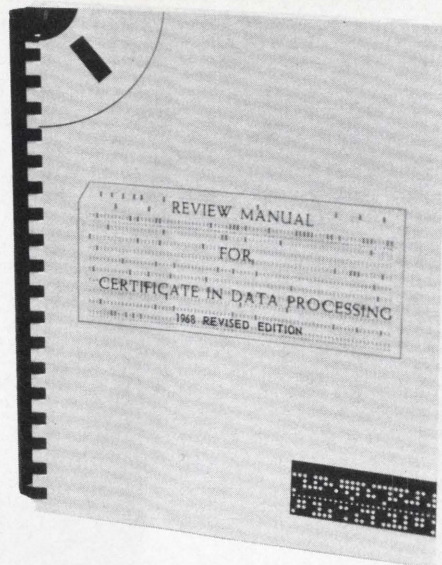 REVIEW MANUAL
FOR
CERTIFICATE IN DATA PROCESSING
1968 REVISED EDITION